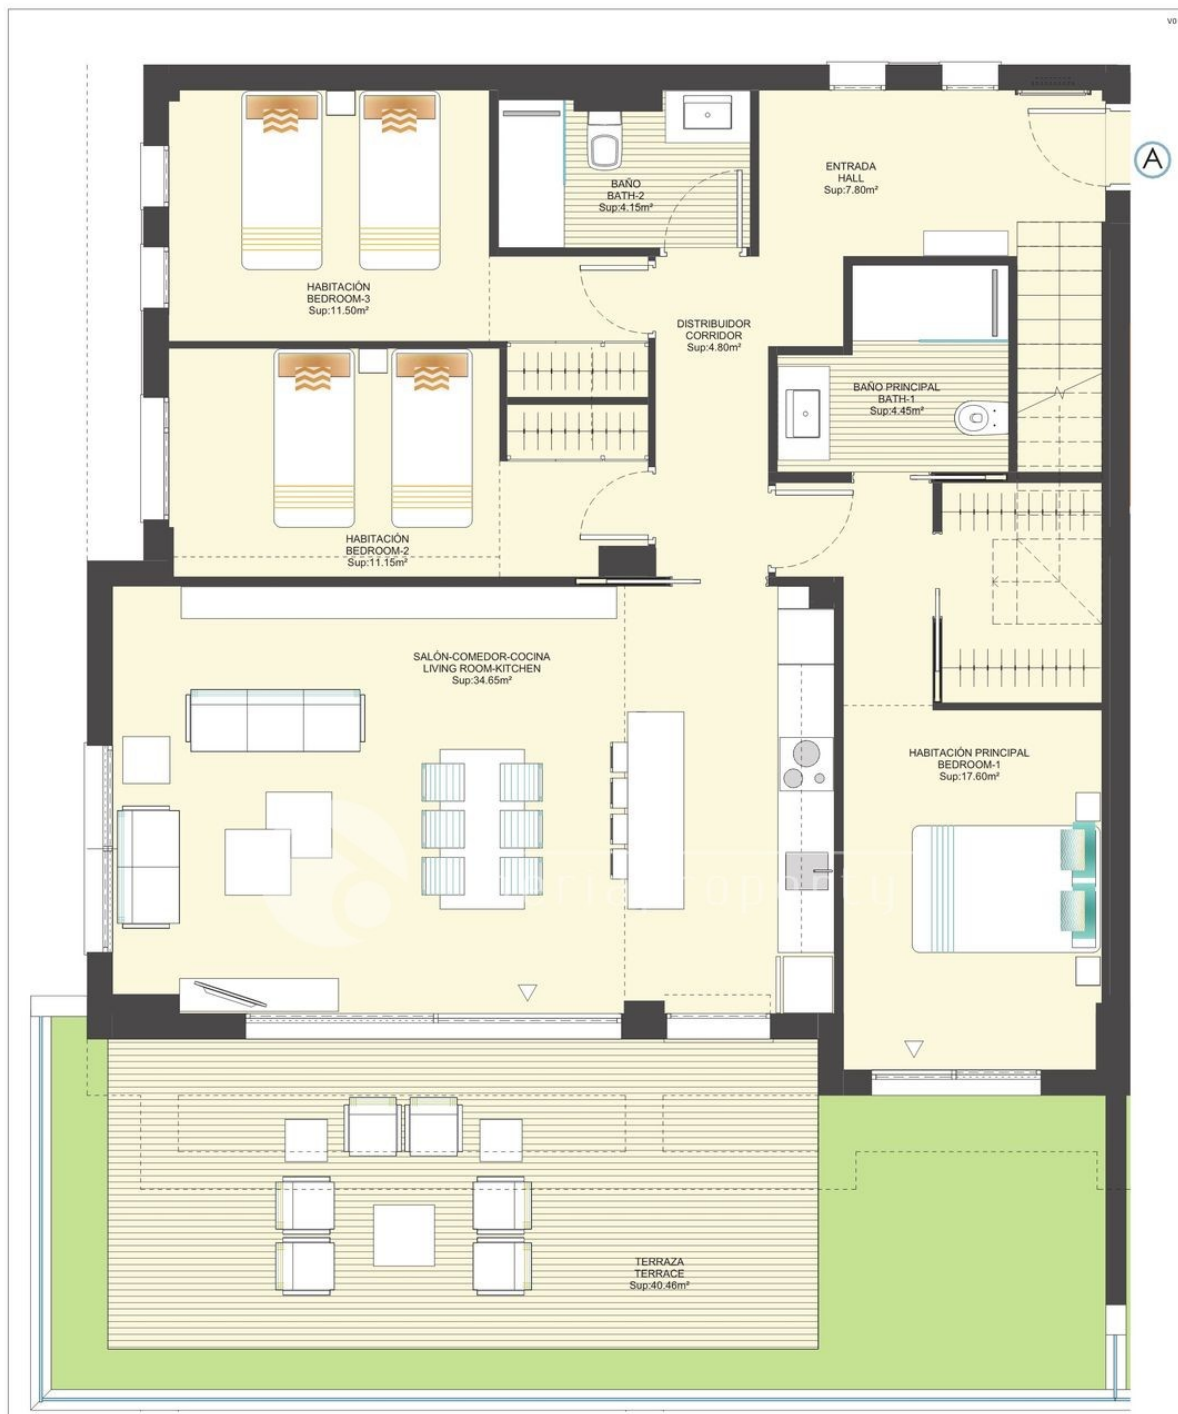 V0
A
ENTRADA
HALL
Sup:7.80m²
BAÑO
BATH-2
Sup:4.15m²
HABITACIÓN
BEDROOM-3
Sup:11.50m²
DISTRIBUIDOR
CORRIDOR
Sup:4.80m²
BAÑO PRINCIPAL
BATH-1
Sup:4.45m²
HABITACIÓN
BEDROOM-2
Sup:11.15m²
SALÓN-COMEDOR-COCINA
LIVING ROOM-KITCHEN
Sup:34.65m²
HABITACIÓN PRINCIPAL
BEDROOM-1
Sup:17.60m²
TERRAZA
TERRACE
Sup:40.46m²